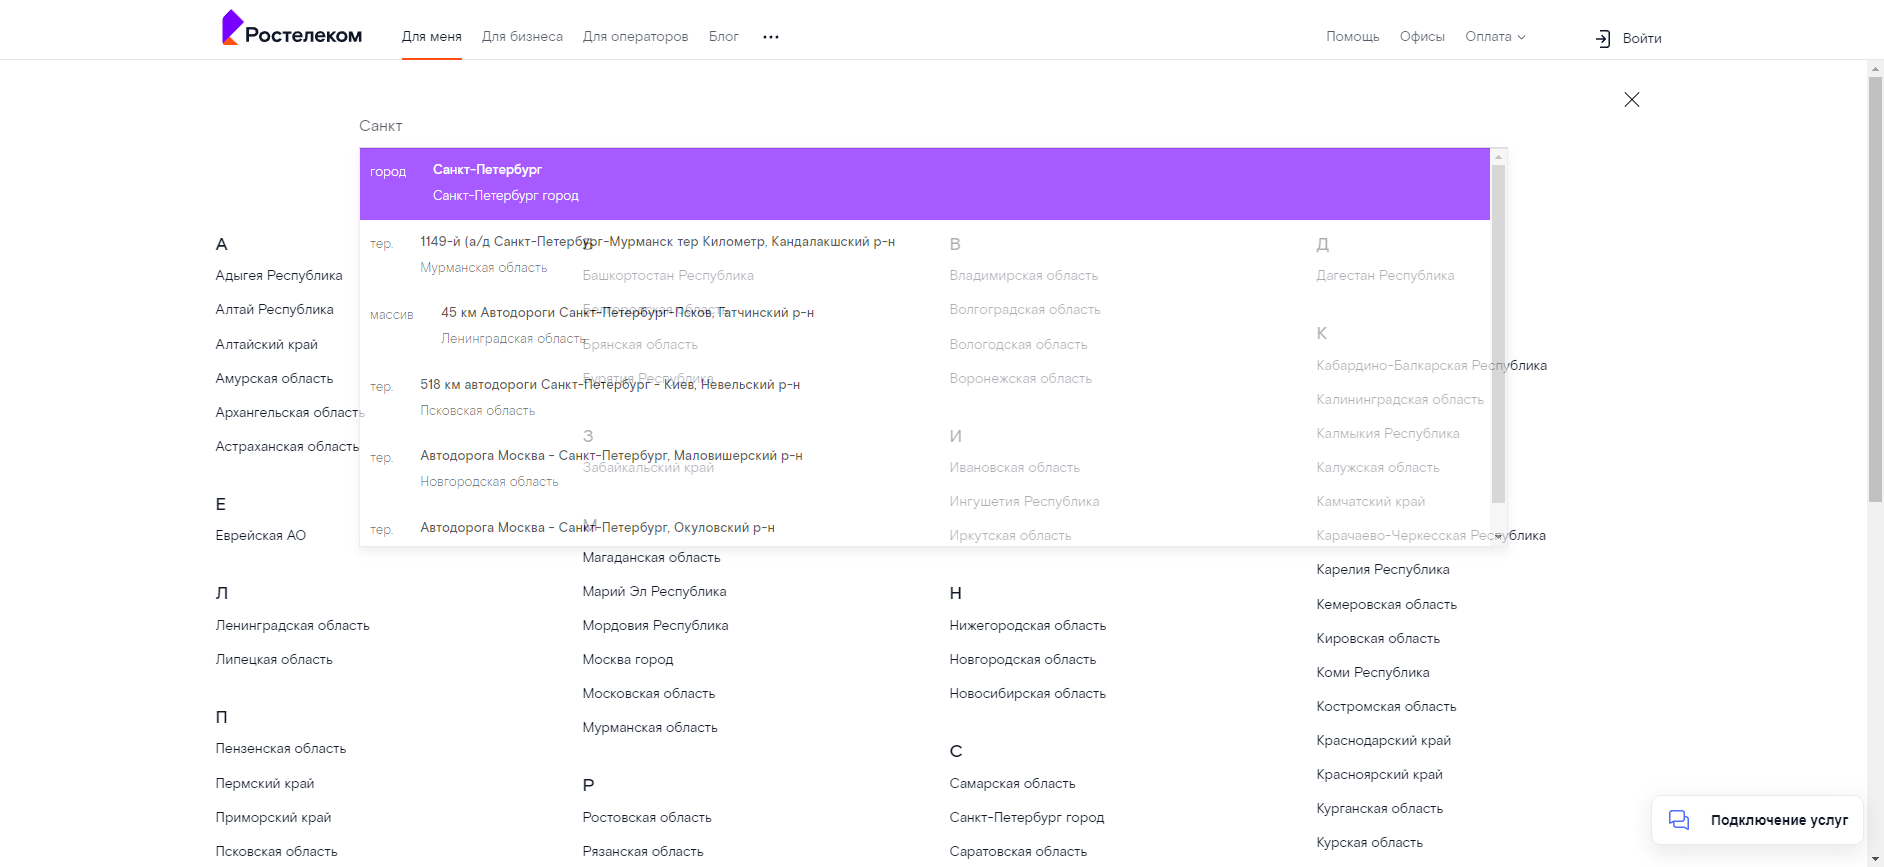 Ростелеком
Для меня
Для бизнеса
Для операторов
Блог
Помощь
Офисы
Оплата
Войти
Санкт
город
Санкт-Петербург
Санкт-Петербург город
тер.
1149-й (а/д Санкт-Петербург-Мурманск тер Километр, Кандалакшский р-н
Мурманская область
массив
45 км Автодороги Санкт-Петербург-Псков, Гатчинский р-н
Ленинградская область
тер.
518 км автодороги Санкт-Петербург - Киев, Невельский р-н
Псковская область
тер.
Автодорога Москва - Санкт-Петербург, Маловишерский р-н
Новгородская область
тер.
Автодорога Москва - Санкт-Петербург, Окуловский р-н
А
Адыгея Республика
Алтай Республика
Алтайский край
Амурская область
Архангельская область
Астраханская область
Е
Еврейская АО
Л
Ленинградская область
Липецкая область
П
Пензенская область
Пермский край
Приморский край
Псковская область
Б
Башкортостан Республика
Белгородская область
Брянская область
Бурятия Республика
З
Забайкальский край
М
Магаданская область
Марий Эл Республика
Мордовия Республика
Москва город
Московская область
Мурманская область
Р
Ростовская область
Рязанская область
В
Владимирская область
Волгоградская область
Вологодская область
Воронежская область
И
Ивановская область
Ингушетия Республика
Иркутская область
Н
Нижегородская область
Новгородская область
Новосибирская область
С
Самарская область
Санкт-Петербург город
Саратовская область
Д
Дагестан Республика
К
Кабардино-Балкарская Республика
Калининградская область
Калмыкия Республика
Калужская область
Камчатский край
Карачаево-Черкесская Республика
Карелия Республика
Кемеровская область
Кировская область
Коми Республика
Костромская область
Краснодарский край
Красноярский край
Курганская область
Курская область
Подключение услуг